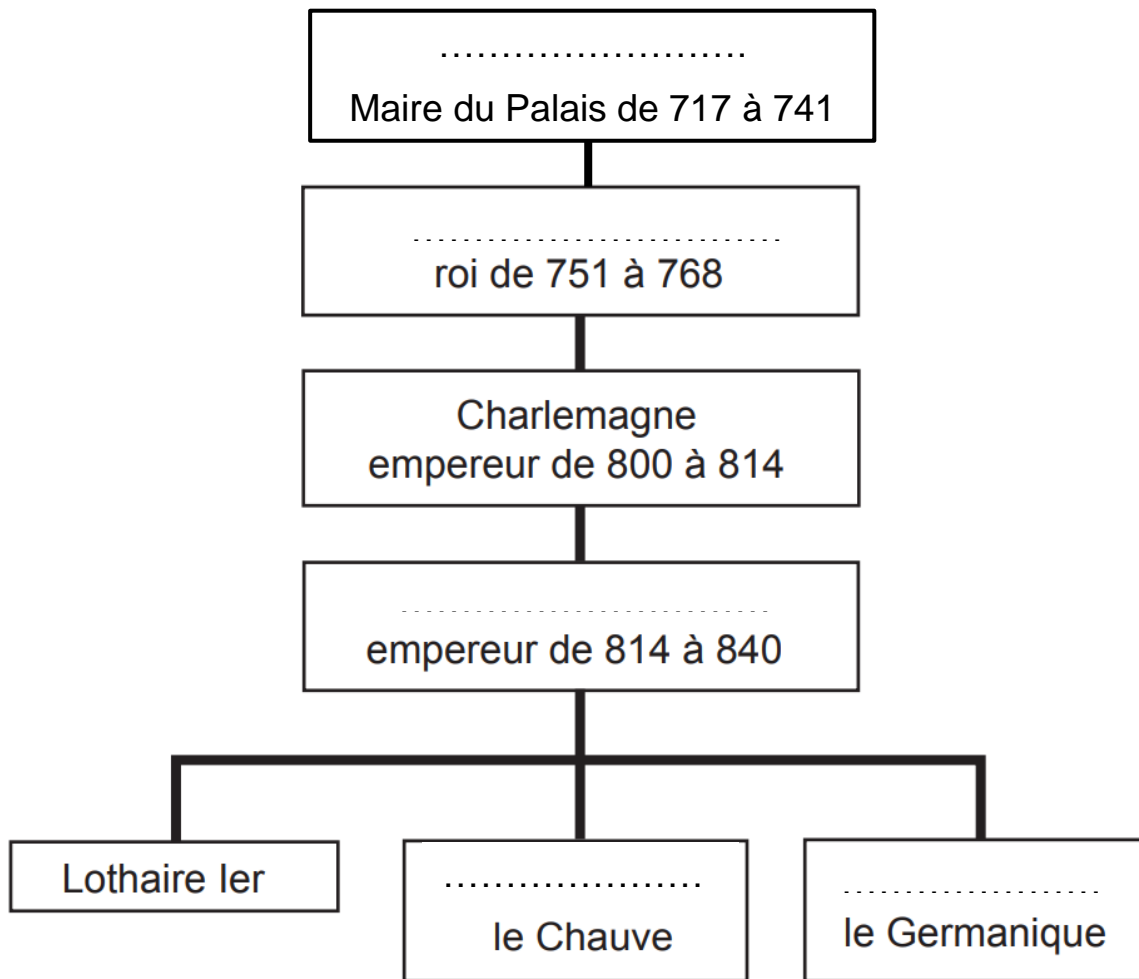 .........................
Maire du Palais de 717 à 741
..............................
roi de 751 à 768
Charlemagne
empereur de 800 à 814
..............................
empereur de 814 à 840
Lothaire Ier
.....................
le Chauve
.....................
le Germanique